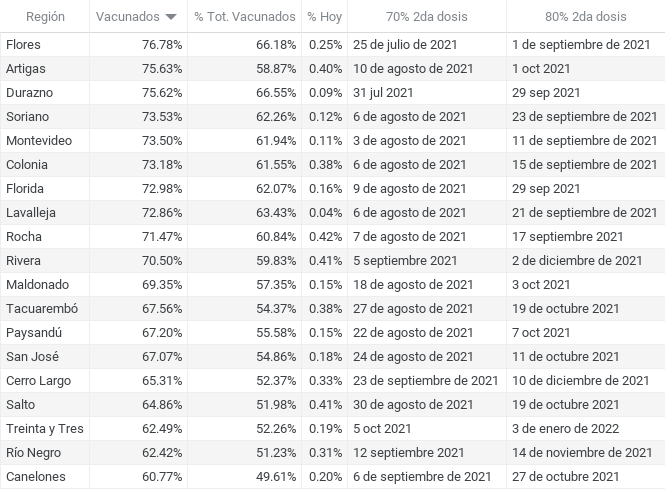 Región Vacunados % Tot. Vacunados % Hoy 70% 2da dosis 80% 2da dosis
Flores 76.78% 66.18% 0.25% 25 de julio de 2021 1 de septiembre de 2021
Artigas 75.63% 58.87% 0.40% 10 de agosto de 2021 1 oct 2021
Durazno 75.62% 66.55% 0.09% 31 jul 2021 29 sep 2021
Soriano 73.53% 62.26% 0.12% 6 de agosto de 2021 23 de septiembre de 2021
Montevideo 73.50% 61.94% 0.11% 3 de agosto de 2021 11 de septiembre de 2021
Colonia 73.18% 61.55% 0.38% 6 de agosto de 2021 15 de septiembre de 2021
Florida 72.98% 62.07% 0.16% 9 de agosto de 2021 29 sep 2021
Lavalleja 72.86% 63.43% 0.04% 6 de agosto de 2021 21 de septiembre de 2021
Rocha 71.47% 60.84% 0.42% 7 de agosto de 2021 17 septiembre 2021
Rivera 70.50% 59.83% 0.41% 5 septiembre 2021 2 de diciembre de 2021
Maldonado 69.35% 57.35% 0.15% 18 de agosto de 2021 3 oct 2021
Tacuarembó 67.56% 54.37% 0.38% 27 de agosto de 2021 19 de octubre 2021
Paysandú 67.20% 55.58% 0.15% 22 de agosto de 2021 7 oct 2021
San José 67.07% 54.86% 0.18% 24 de agosto de 2021 11 de octubre 2021
Cerro Largo 65.31% 52.37% 0.33% 23 de septiembre de 2021 10 de diciembre de 2021
Salto 64.86% 51.98% 0.41% 30 de agosto de 2021 19 de octubre 2021
Treinta y Tres 62.49% 52.26% 0.19% 5 oct 2021 3 de enero de 2022
Río Negro 62.42% 51.23% 0.31% 12 septiembre 2021 14 de noviembre de 2021
Canelones 60.77% 49.61% 0.20% 6 de septiembre de 2021 27 de octubre 2021